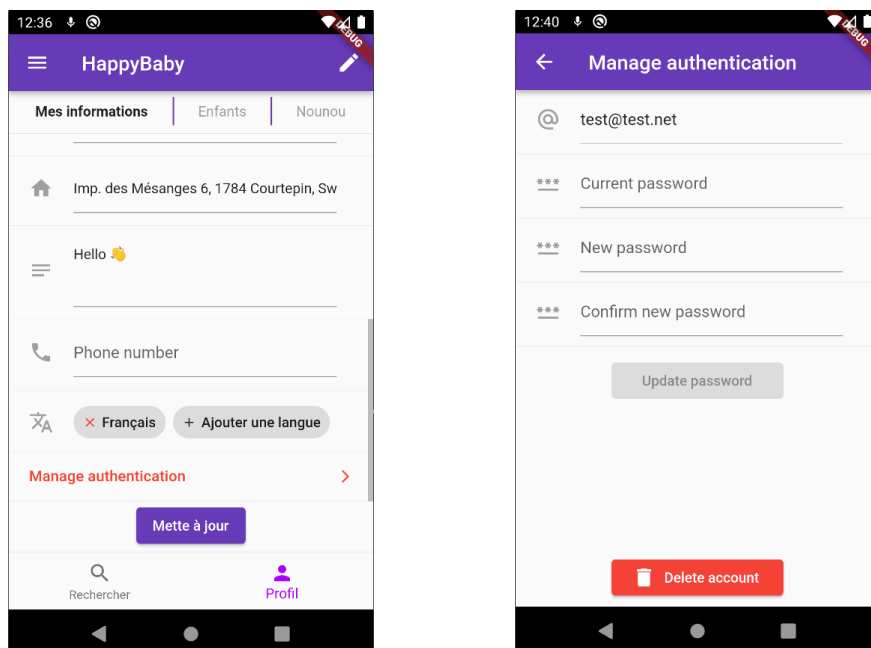 12:36
DEBUG
HappyBaby
Mes informations
Enfants
Nounou
Imp. des Mésanges 6, 1784 Courtepin, Sw
Hello 👋
Phone number
Français
+ Ajouter une langue
Manage authentication
Mette à jour
Rechercher
Profil
12:40
DEBUG
Manage authentication
@ test@test.net
*** Current password
*** New password
*** Confirm new password
Update password
Delete account